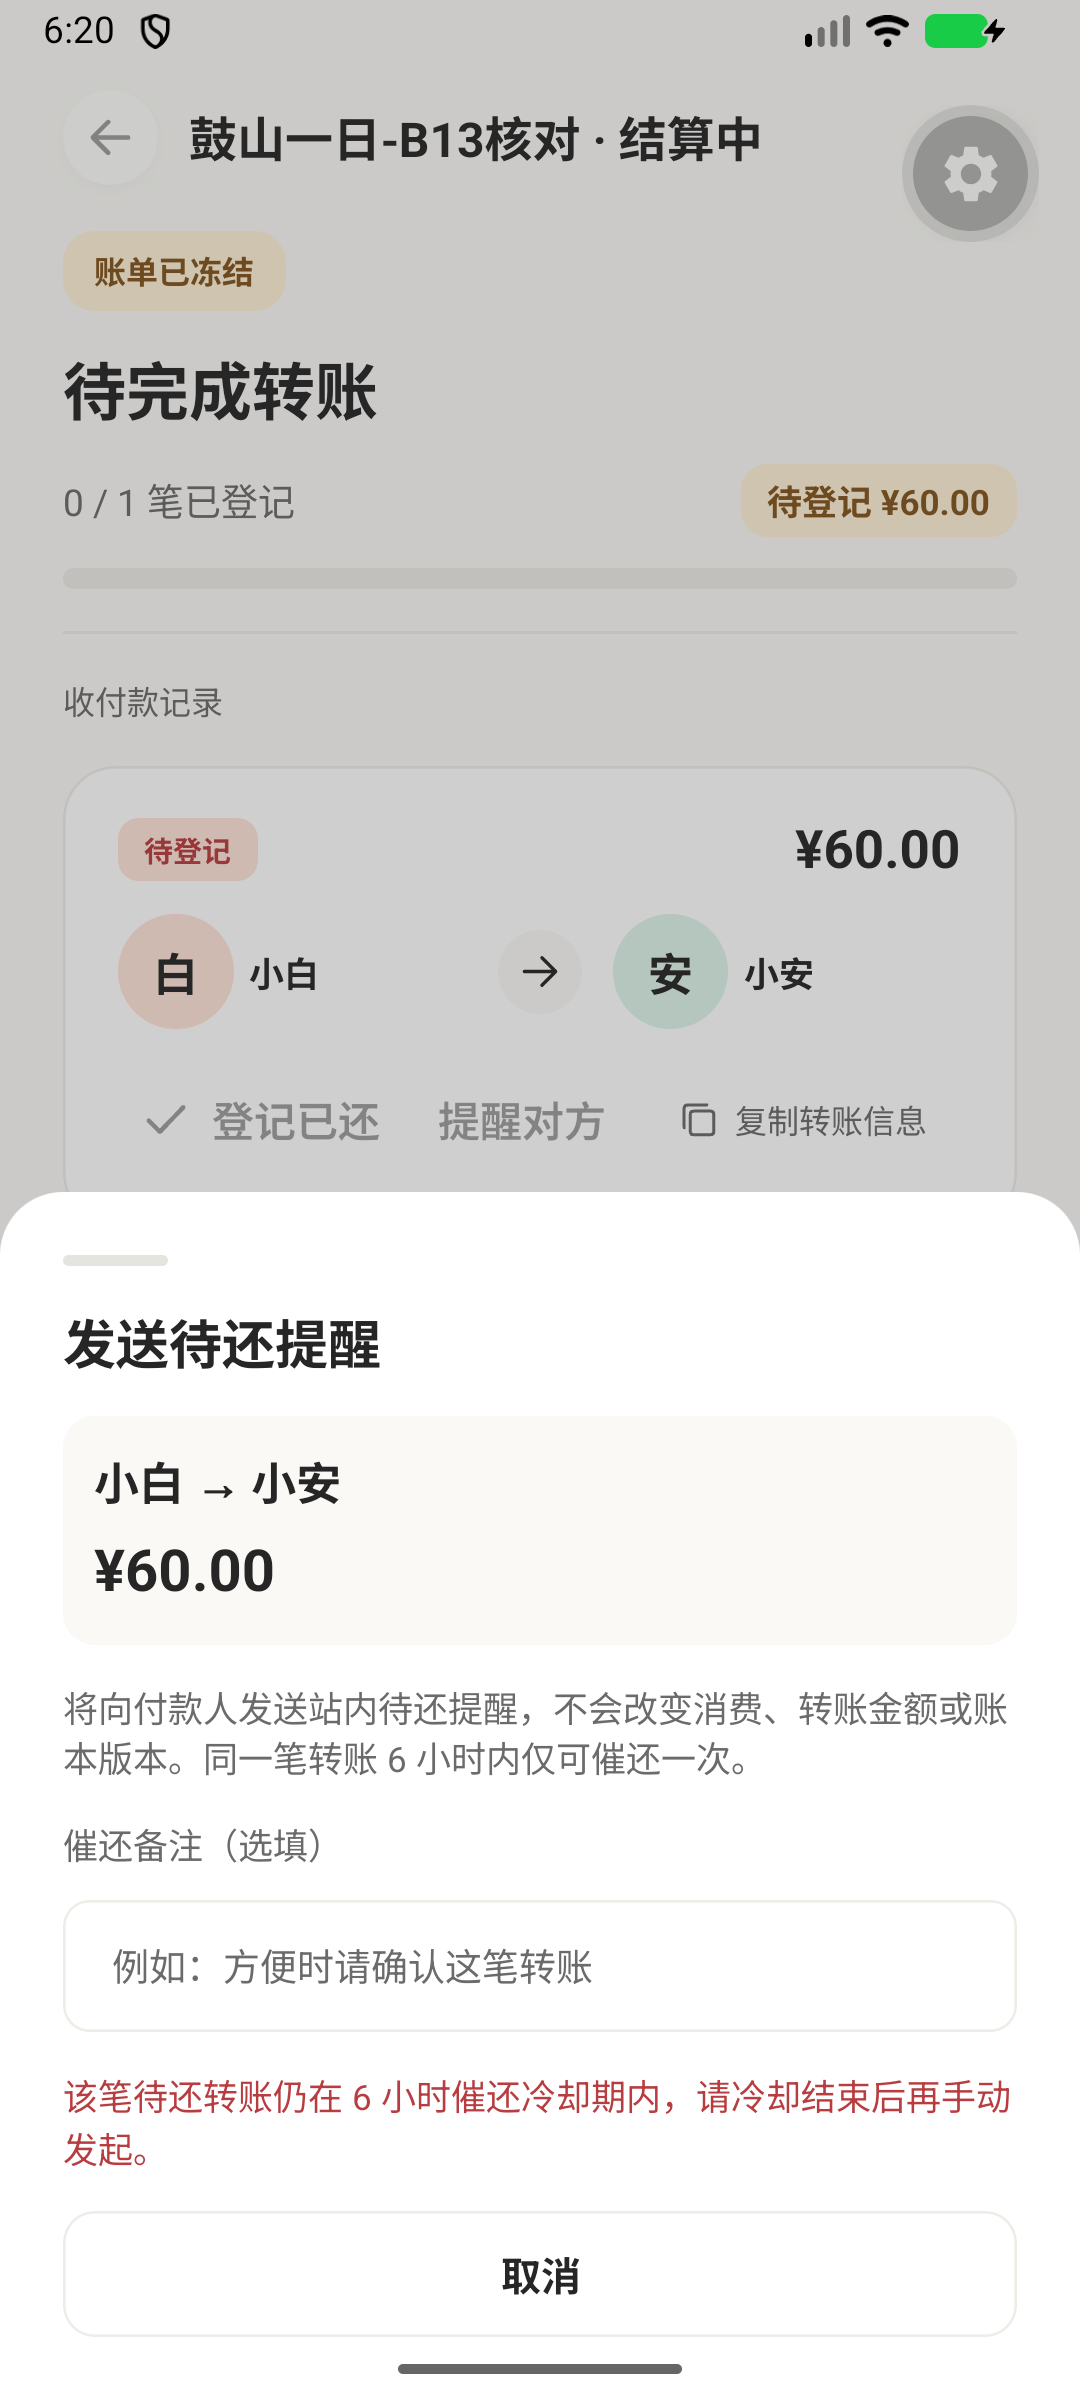 6:20
鼓山一日-B13核对 · 结算中
账单已冻结
待完成转账
0 / 1 笔已登记
待登记 ¥60.00
收付款记录
待登记
¥60.00
白 小白 → 安 小安
登记已还 提醒对方 复制转账信息
发送待还提醒
小白 → 小安
¥60.00
将向付款人发送站内待还提醒，不会改变消费、转账金额或账
本版本。同一笔转账 6 小时内仅可催还一次。
催还备注（选填）
例如：方便时请确认这笔转账
该笔待还转账仍在 6 小时催还冷却期内，请冷却结束后再手动
发起。
取消